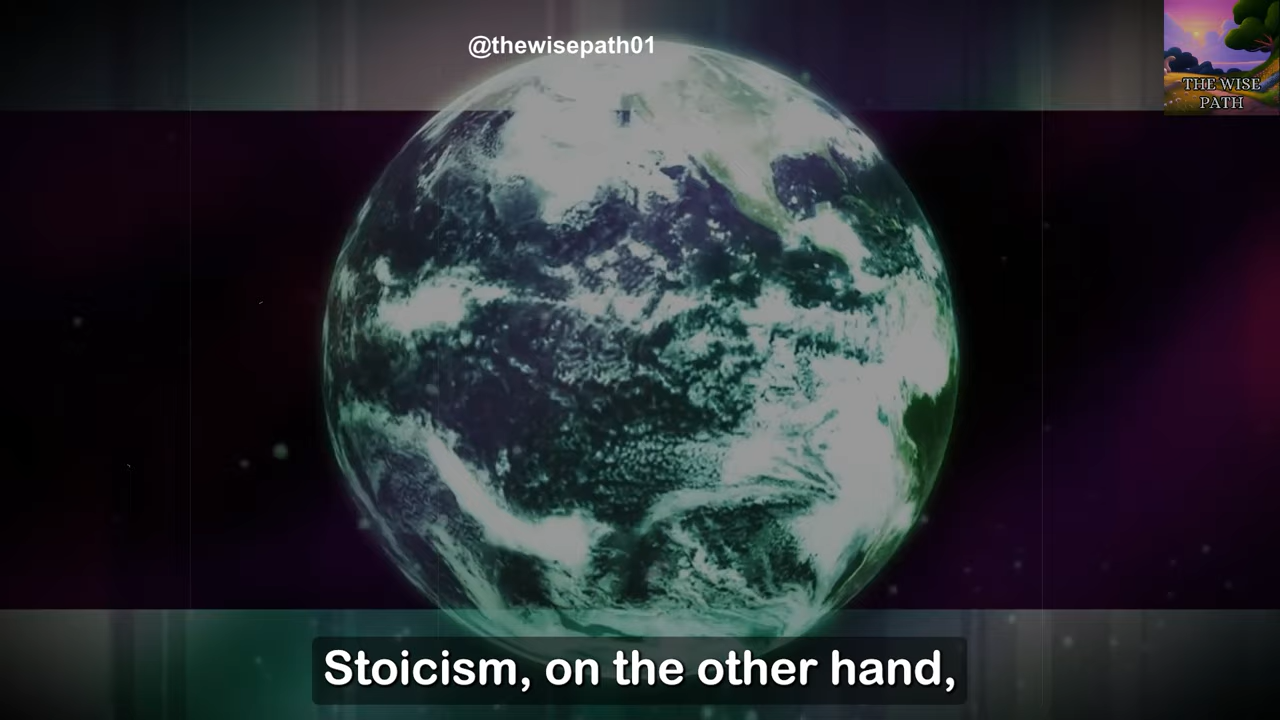 @thewisepath01
THE WISE
PATH
Stoicism, on the other hand,